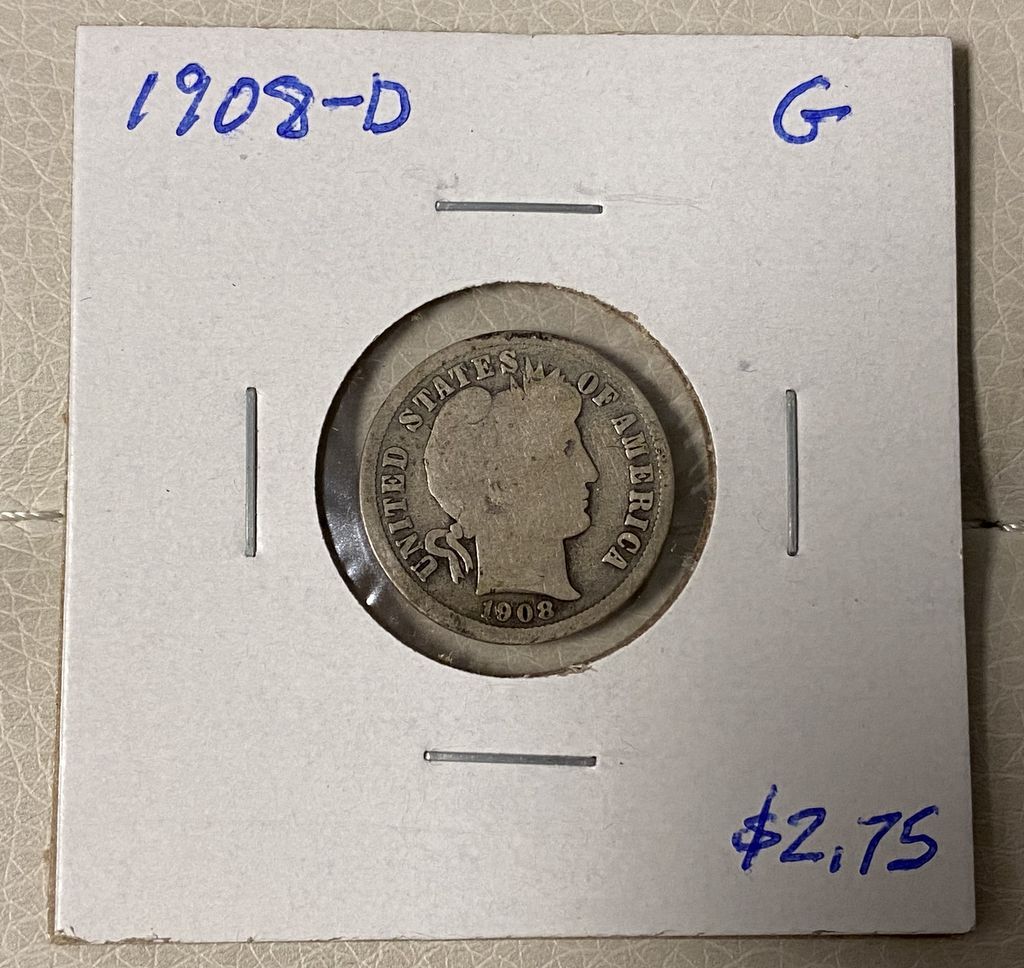 1908-D G
UNITED STATES OF AMERICA
1908
$2.75